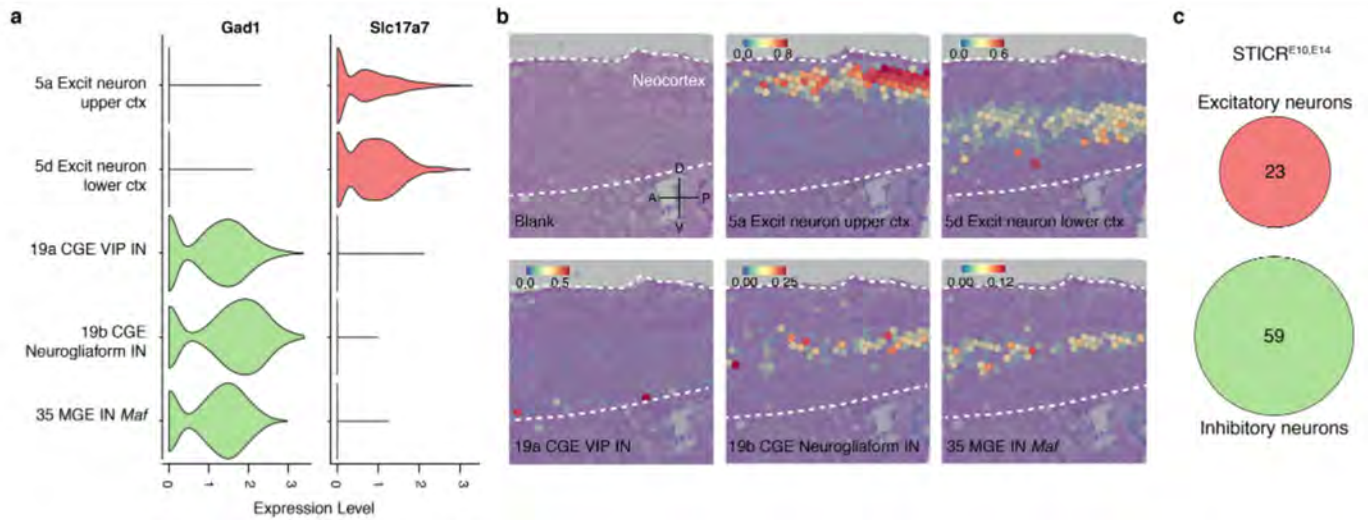 a
Gad1
Slc17a7
5a Excit neuron
upper ctx
5d Excit neuron
lower ctx
19a CGE VIP IN
19b CGE
Neurogliaform IN
35 MGE IN Maf
0 1 2 3
0 1 2 3
Expression Level
b
Neocortex
D
A P
V
Blank
0.0 0.8
5a Excit neuron upper ctx
0.0 0.6
5d Excit neuron lower ctx
0.0 0.5
19a CGE VIP IN
0.00 0.25
19b CGE Neurogliaform IN
0.00 0.12
35 MGE IN Maf
c
STICR^E10,E14
Excitatory neurons
23
59
Inhibitory neurons